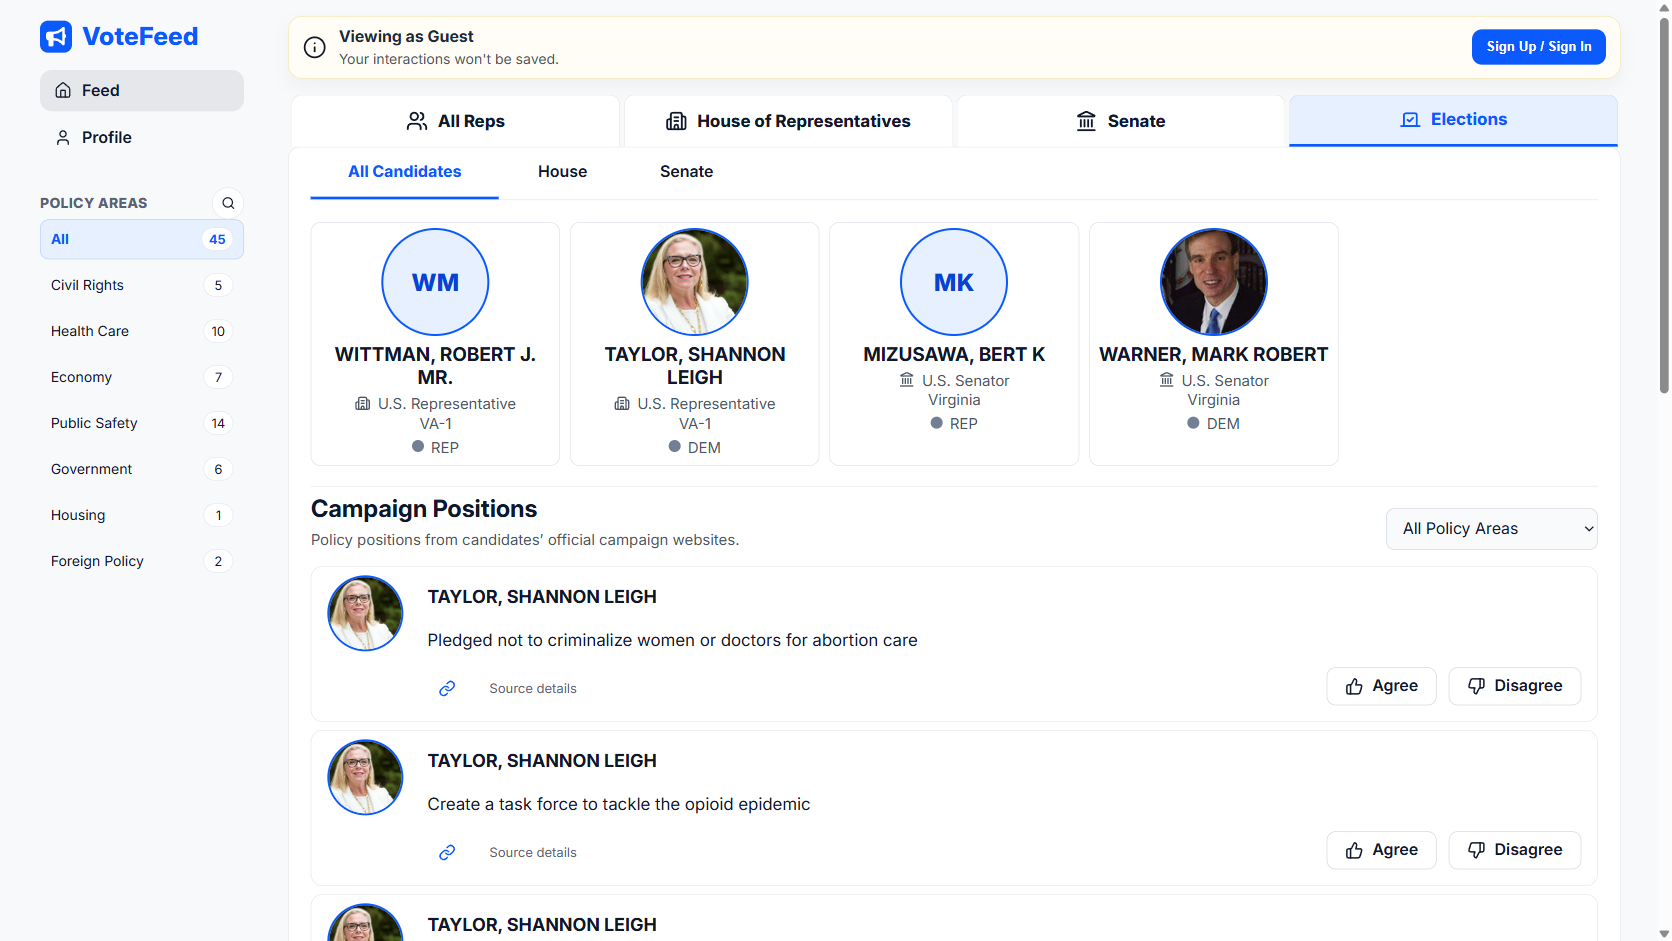 VoteFeed
Feed
Profile
POLICY AREAS
All 45
Civil Rights 5
Health Care 10
Economy 7
Public Safety 14
Government 6
Housing 1
Foreign Policy 2
Viewing as Guest
Your interactions won't be saved.
Sign Up / Sign In
All Reps
House of Representatives
Senate
Elections
All Candidates
House
Senate
WM
WITTMAN, ROBERT J.
MR.
U.S. Representative
VA-1
REP
TAYLOR, SHANNON
LEIGH
U.S. Representative
VA-1
DEM
MK
MIZUSAWA, BERT K
U.S. Senator
Virginia
REP
WARNER, MARK ROBERT
U.S. Senator
Virginia
DEM
Campaign Positions
Policy positions from candidates’ official campaign websites.
All Policy Areas
TAYLOR, SHANNON LEIGH
Pledged not to criminalize women or doctors for abortion care
Source details
Agree
Disagree
TAYLOR, SHANNON LEIGH
Create a task force to tackle the opioid epidemic
Source details
Agree
Disagree
TAYLOR, SHANNON LEIGH